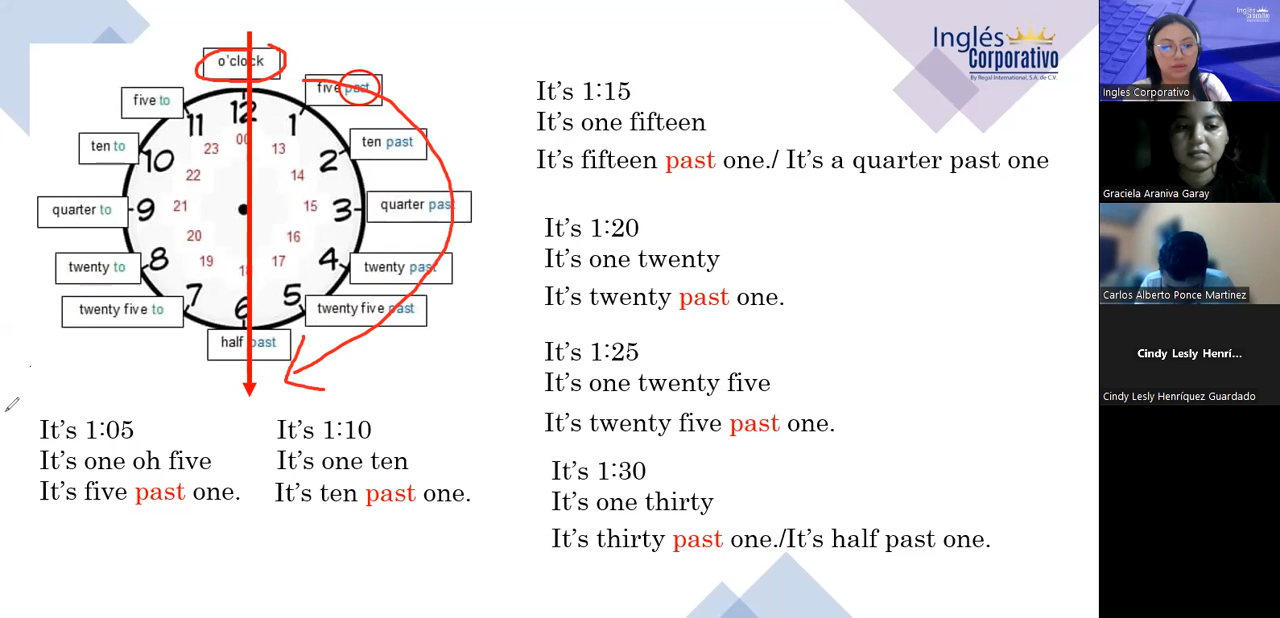 o'clock
five to
five past
ten to
ten past
quarter to
quarter past
twenty to
twenty past
twenty five to
twenty five past
half past
12
1
2
3
4
5
6
7
8
9
10
11
00
13
14
15
16
17
18
19
20
21
22
23
It's 1:05
It's one oh five
It's five past one.
It's 1:10
It's one ten
It's ten past one.
Inglés
Corporativo
By Regal International, S.A. de C.V.
It's 1:15
It's one fifteen
It's fifteen past one./ It's a quarter past one
It's 1:20
It's one twenty
It's twenty past one.
It's 1:25
It's one twenty five
It's twenty five past one.
It's 1:30
It's one thirty
It's thirty past one./It's half past one.
Inglés
Corporativo
Ingles Corporativo
Graciela Araniva Garay
Carlos Alberto Ponce Martinez
Cindy Lesly Henrí...
Cindy Lesly Henríquez Guardado